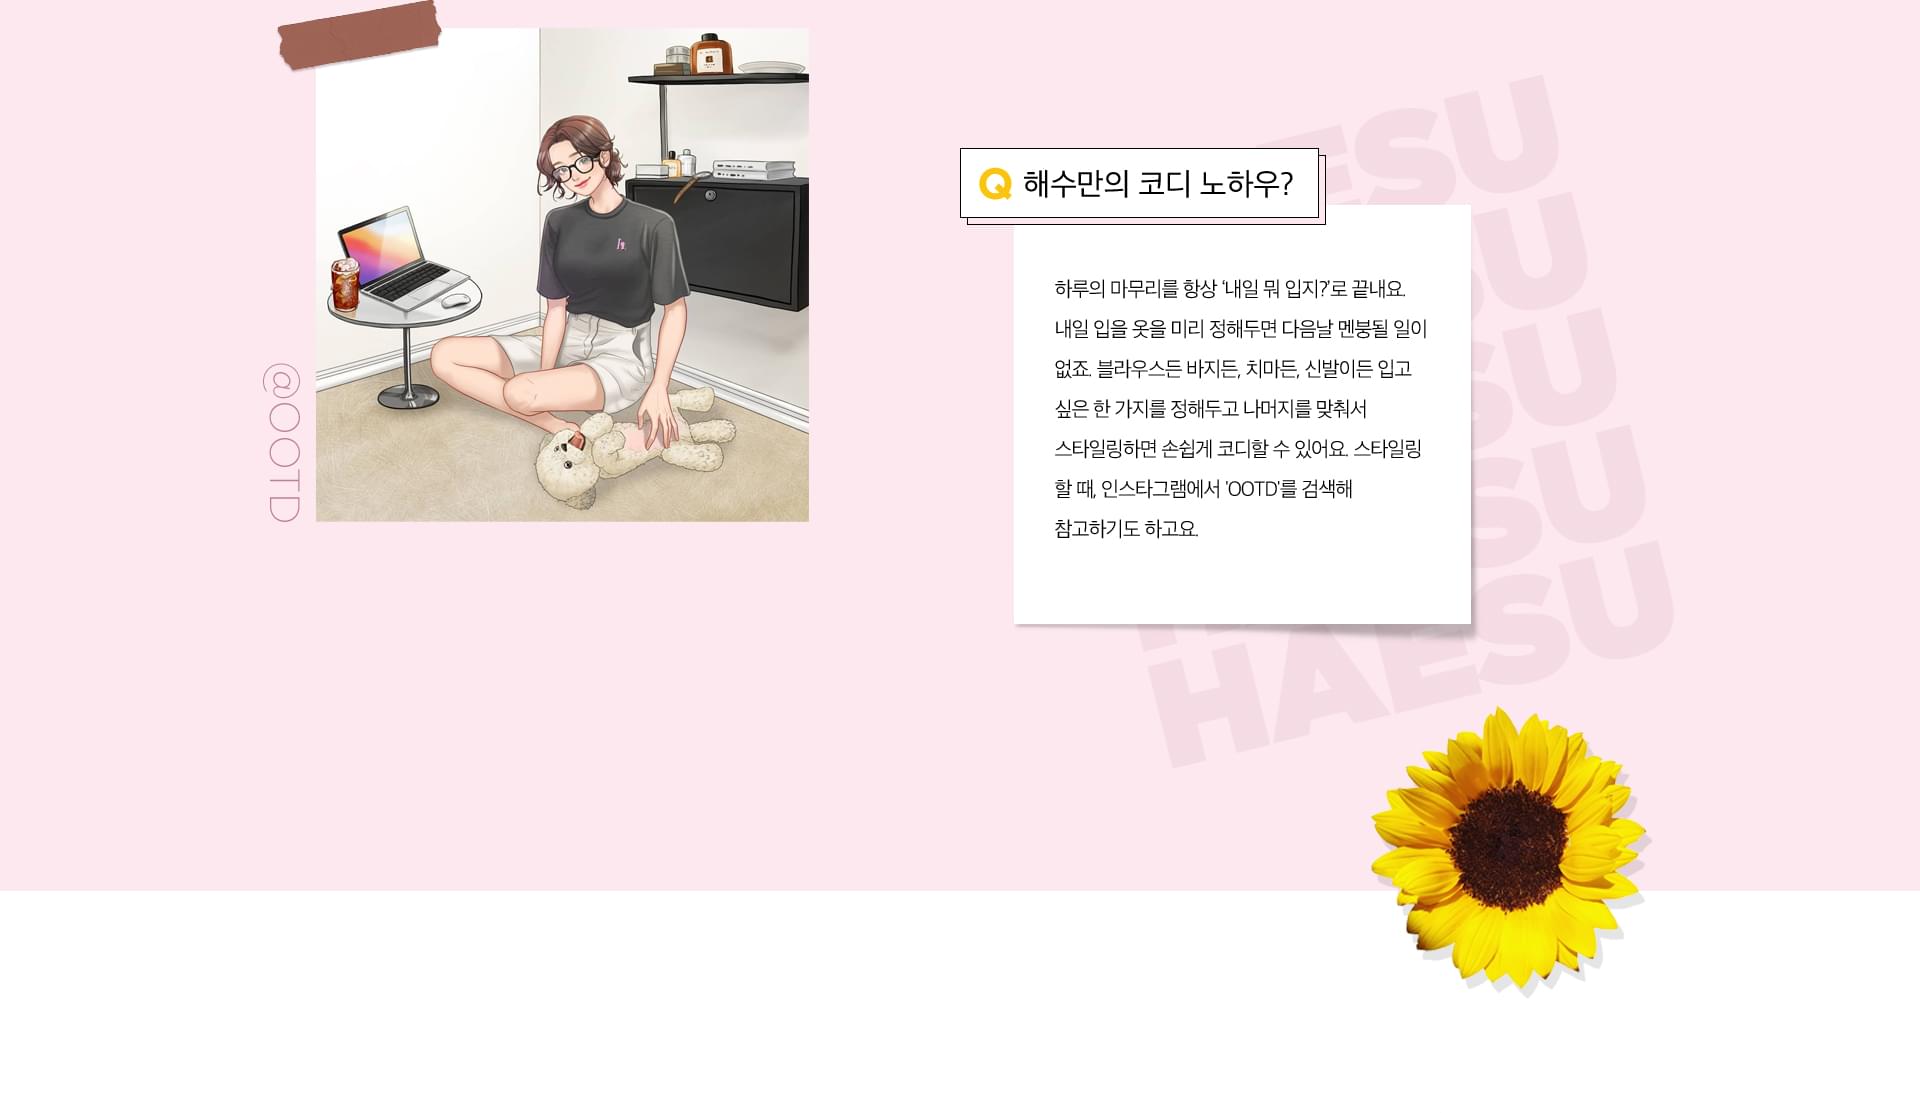 @OOTD
Q 해수만의 코디 노하우?
하루의 마무리를 항상 ‘내일 뭐 입지?’로 끝내요.
내일 입을 옷을 미리 정해두면 다음날 멘붕될 일이
없죠. 블라우스든 바지든, 치마든, 신발이든 입고
싶은 한 가지를 정해두고 나머지를 맞춰서
스타일링하면 손쉽게 코디할 수 있어요. 스타일링
할 때, 인스타그램에서 'OOTD'를 검색해
참고하기도 하고요.
HAESU